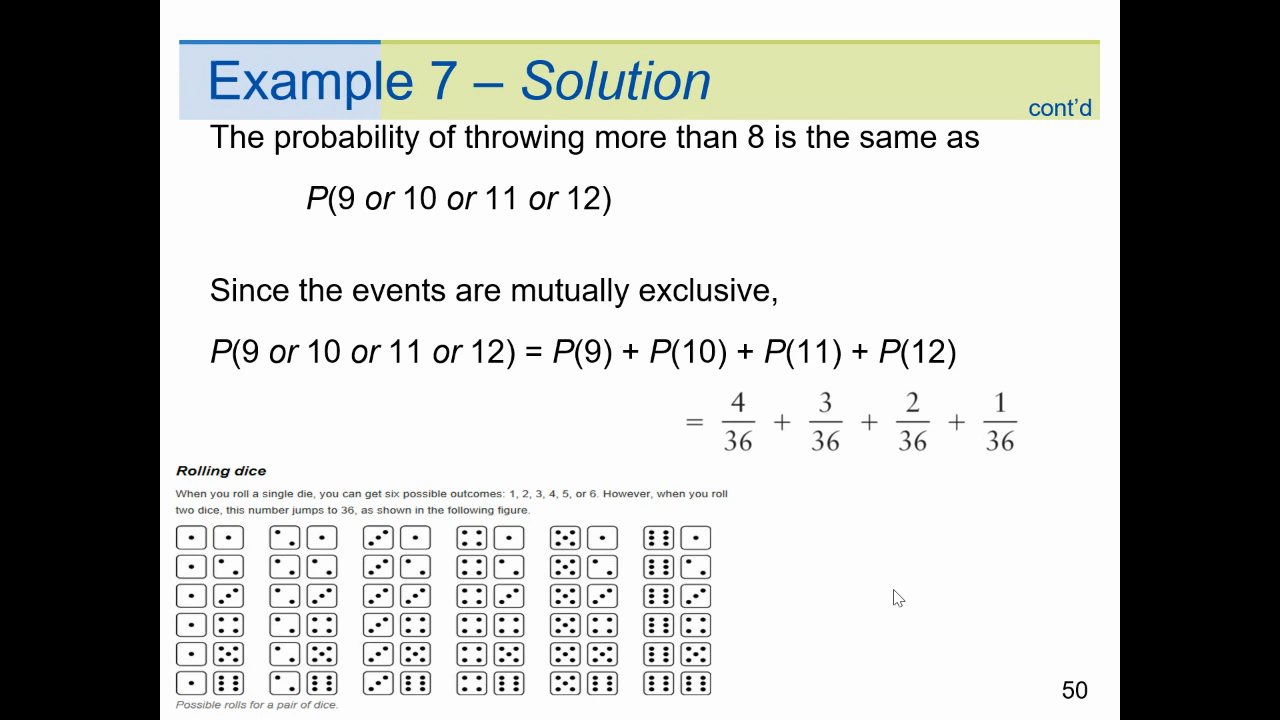 Example 7 – Solution
cont'd
The probability of throwing more than 8 is the same as
P(9 or 10 or 11 or 12)
Since the events are mutually exclusive,
P(9 or 10 or 11 or 12) = P(9) + P(10) + P(11) + P(12)
= 4/36 + 3/36 + 2/36 + 1/36
Rolling dice
When you roll a single die, you can get six possible outcomes: 1, 2, 3, 4, 5, or 6. However, when you roll
two dice, this number jumps to 36, as shown in the following figure.
Possible rolls for a pair of dice.
50